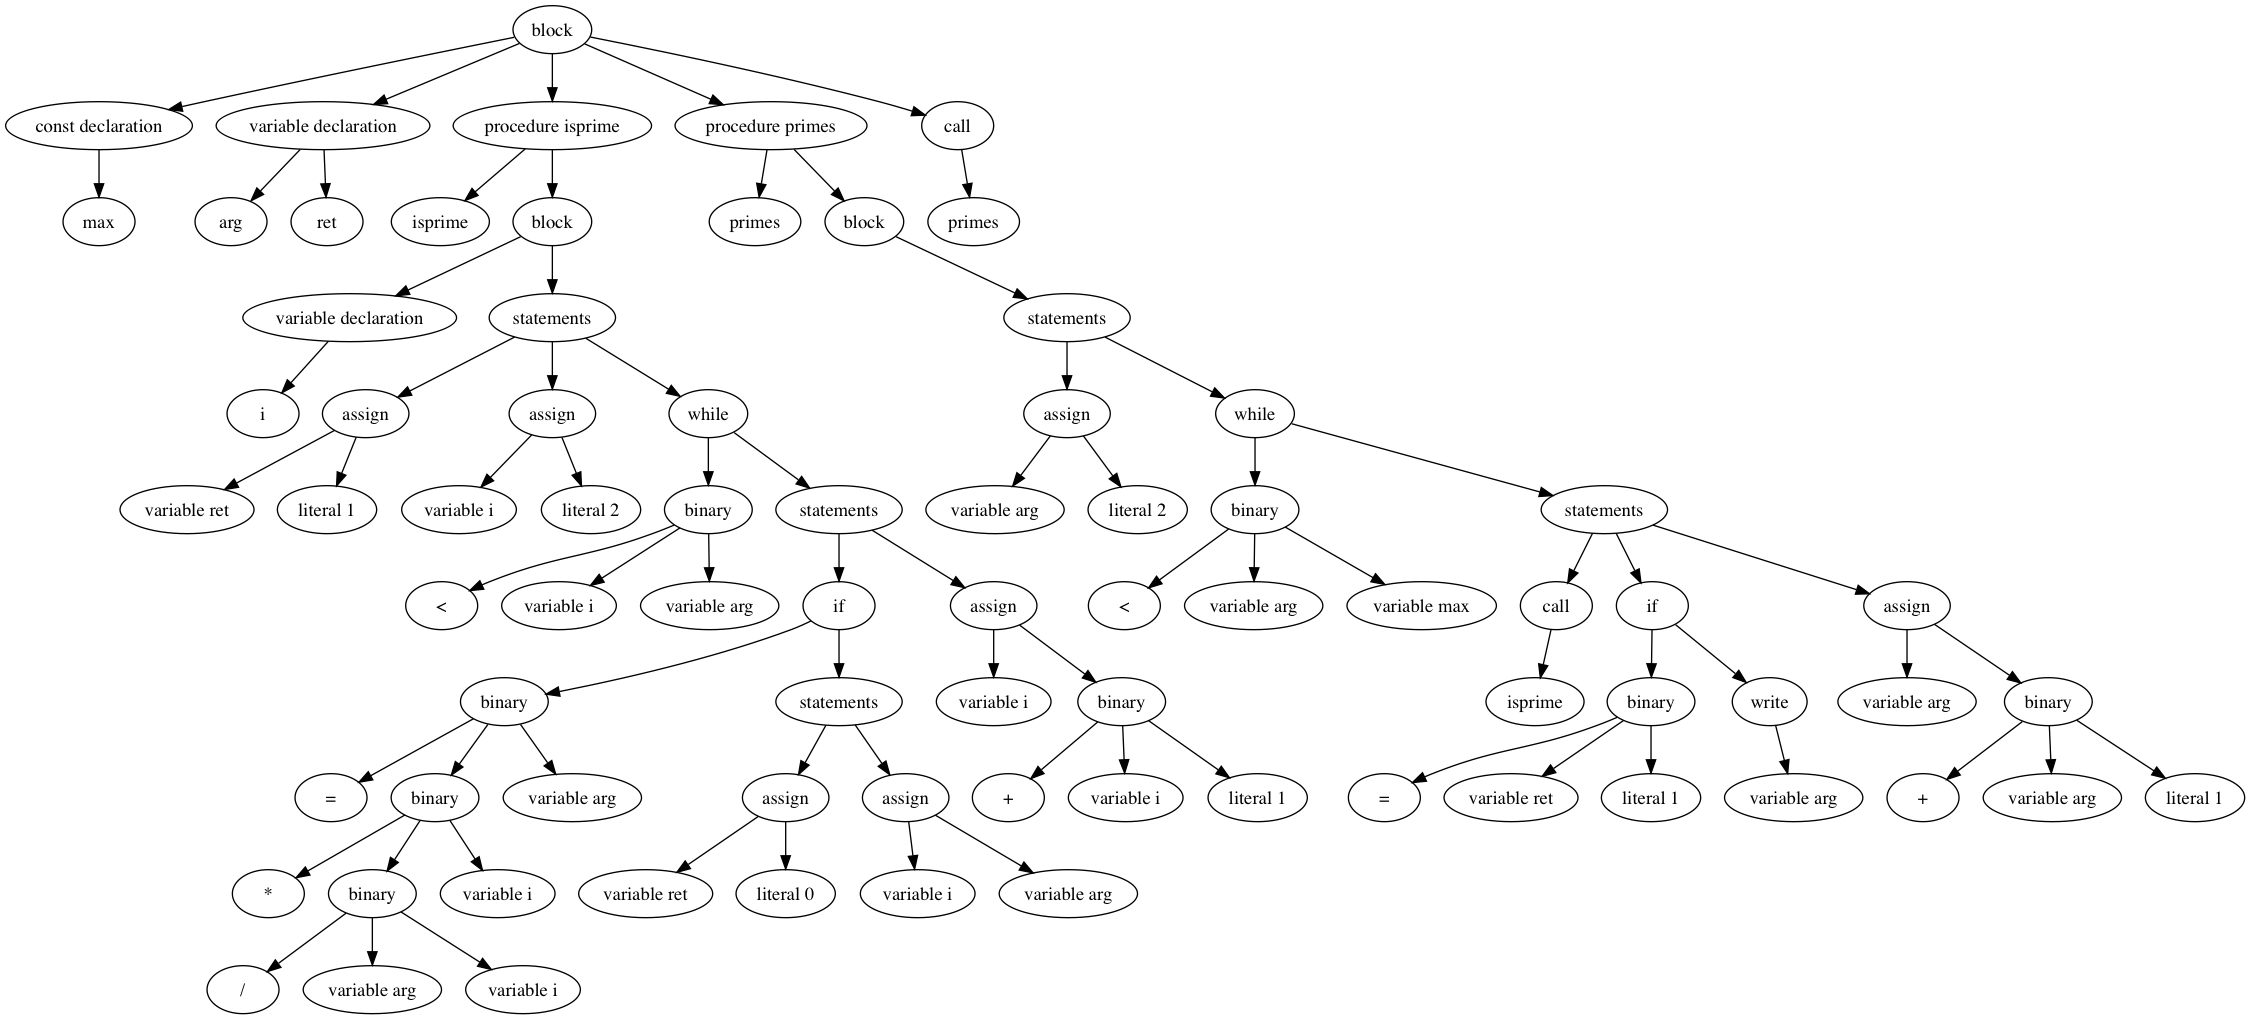 block
const declaration
variable declaration
procedure isprime
procedure primes
call
max
arg
ret
isprime
block
primes
block
primes
variable declaration
statements
statements
i
assign
assign
while
assign
while
variable ret
literal 1
variable i
literal 2
binary
statements
variable arg
literal 2
binary
statements
<
variable i
variable arg
if
assign
<
variable arg
variable max
call
if
assign
binary
statements
variable i
binary
isprime
binary
write
variable arg
binary
=
binary
variable arg
assign
assign
+
variable i
literal 1
=
variable ret
literal 1
variable arg
+
variable arg
literal 1
*
binary
variable i
variable ret
literal 0
variable i
variable arg
/
variable arg
variable i